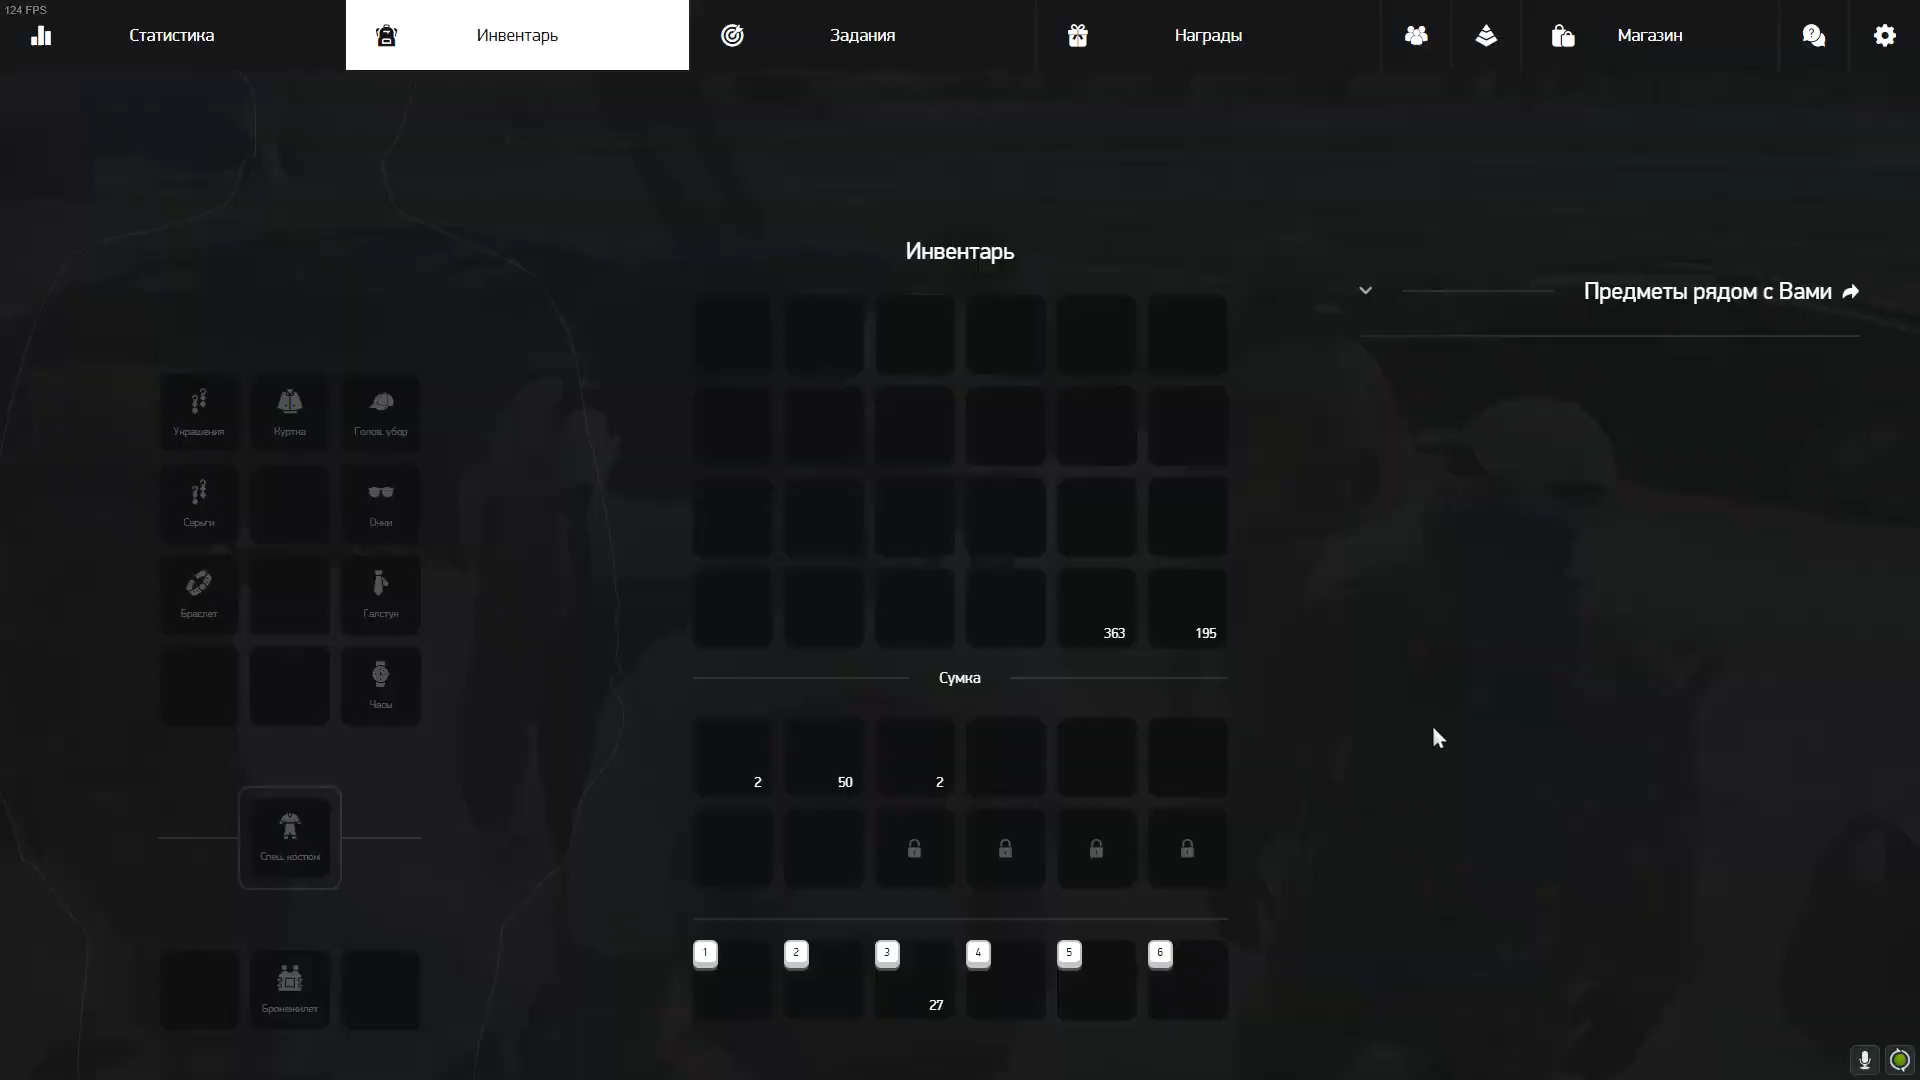 124 FPS
Статистика
Инвентарь
Задания
Награды
Магазин
Инвентарь
Предметы рядом с Вами
Украшения
Куртка
Голов. убор
Серьги
Очки
Браслет
Галстук
363
195
Сумка
Часы
2
50
2
Спец. костюм
1
2
3
4
5
6
Бронежилет
27